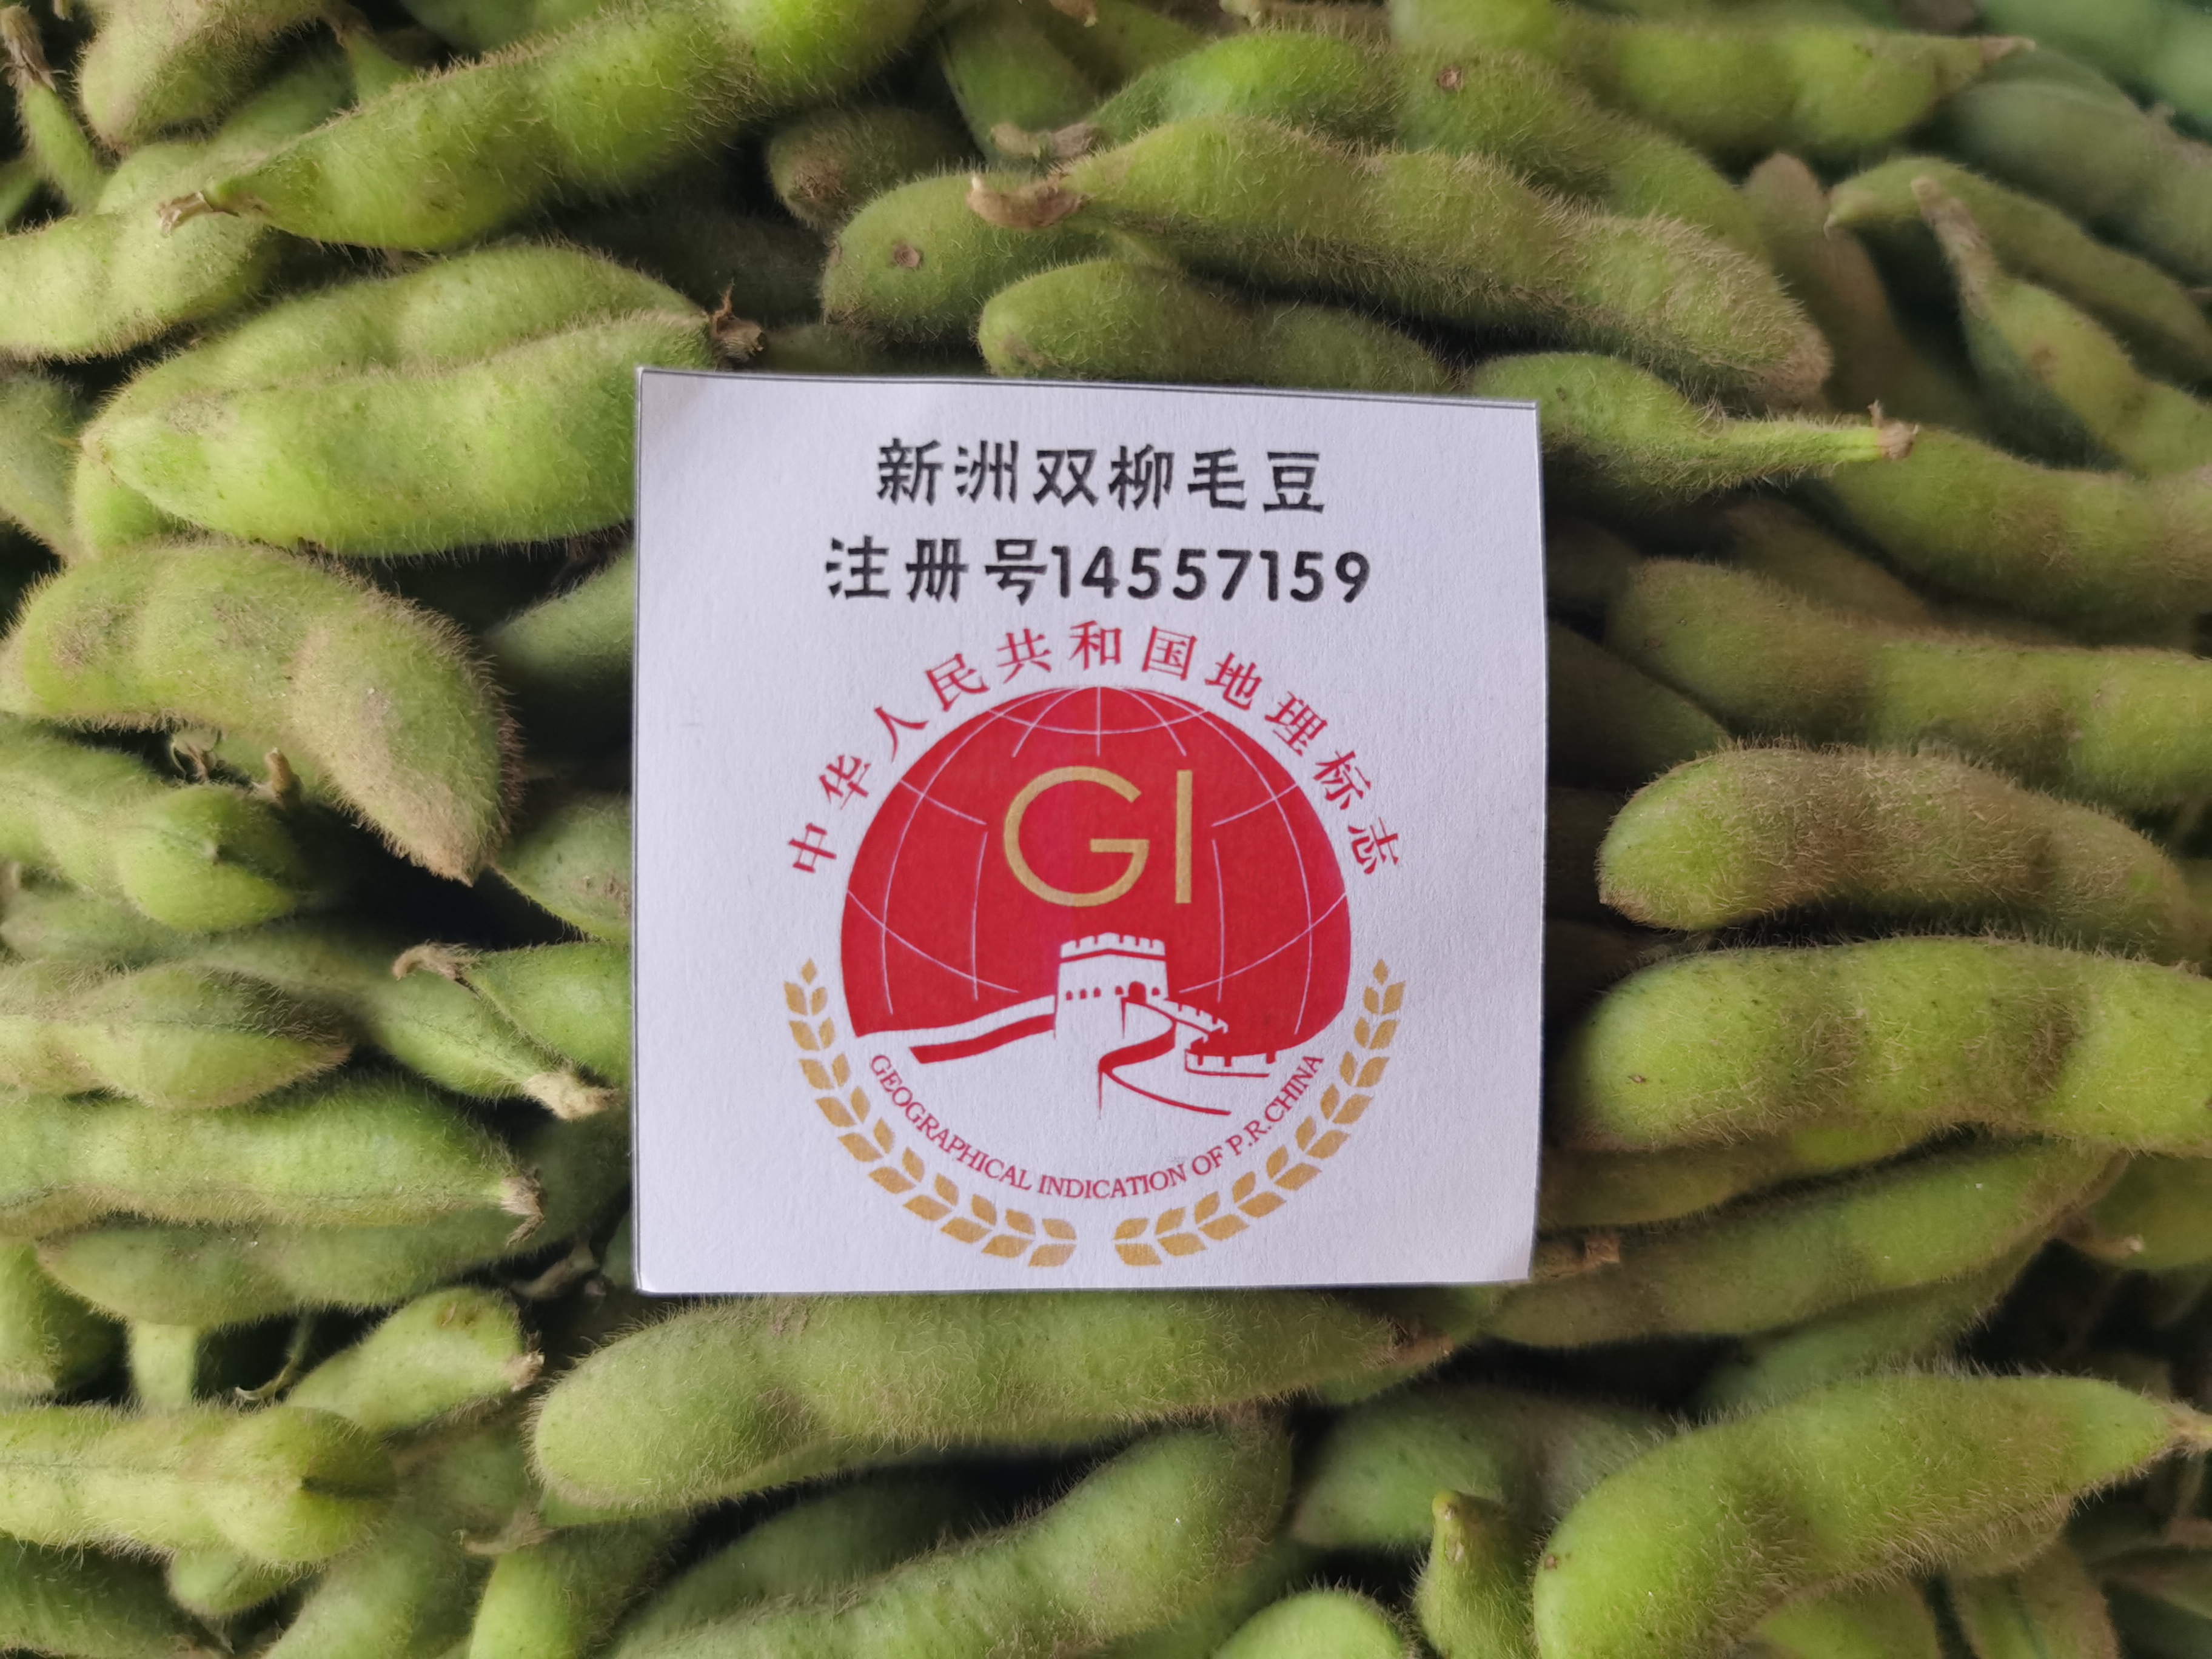 新洲双柳毛豆
注册号14557159
中华人民共和国地理标志
GI
GEOGRAPHICAL INDICATION OF P.R.CHINA